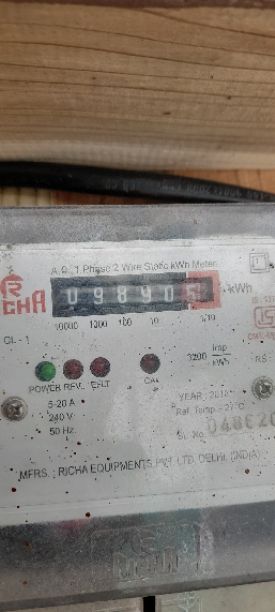 A.C. 1 Phase 2 Wire Static kWh Meter
RICHA
09890
kWh
10000 1000 100 10 1/10
CL - 1
3200 imp/kWh
POWER REV. E/LT CAL
5-20 A
240 V
50 Hz.
YEAR :
Ref. Temp. : 27°C
Sl. No.
MFRS. : RICHA EQUIPMENTS PVT. LTD. DELHI. (INDIA)